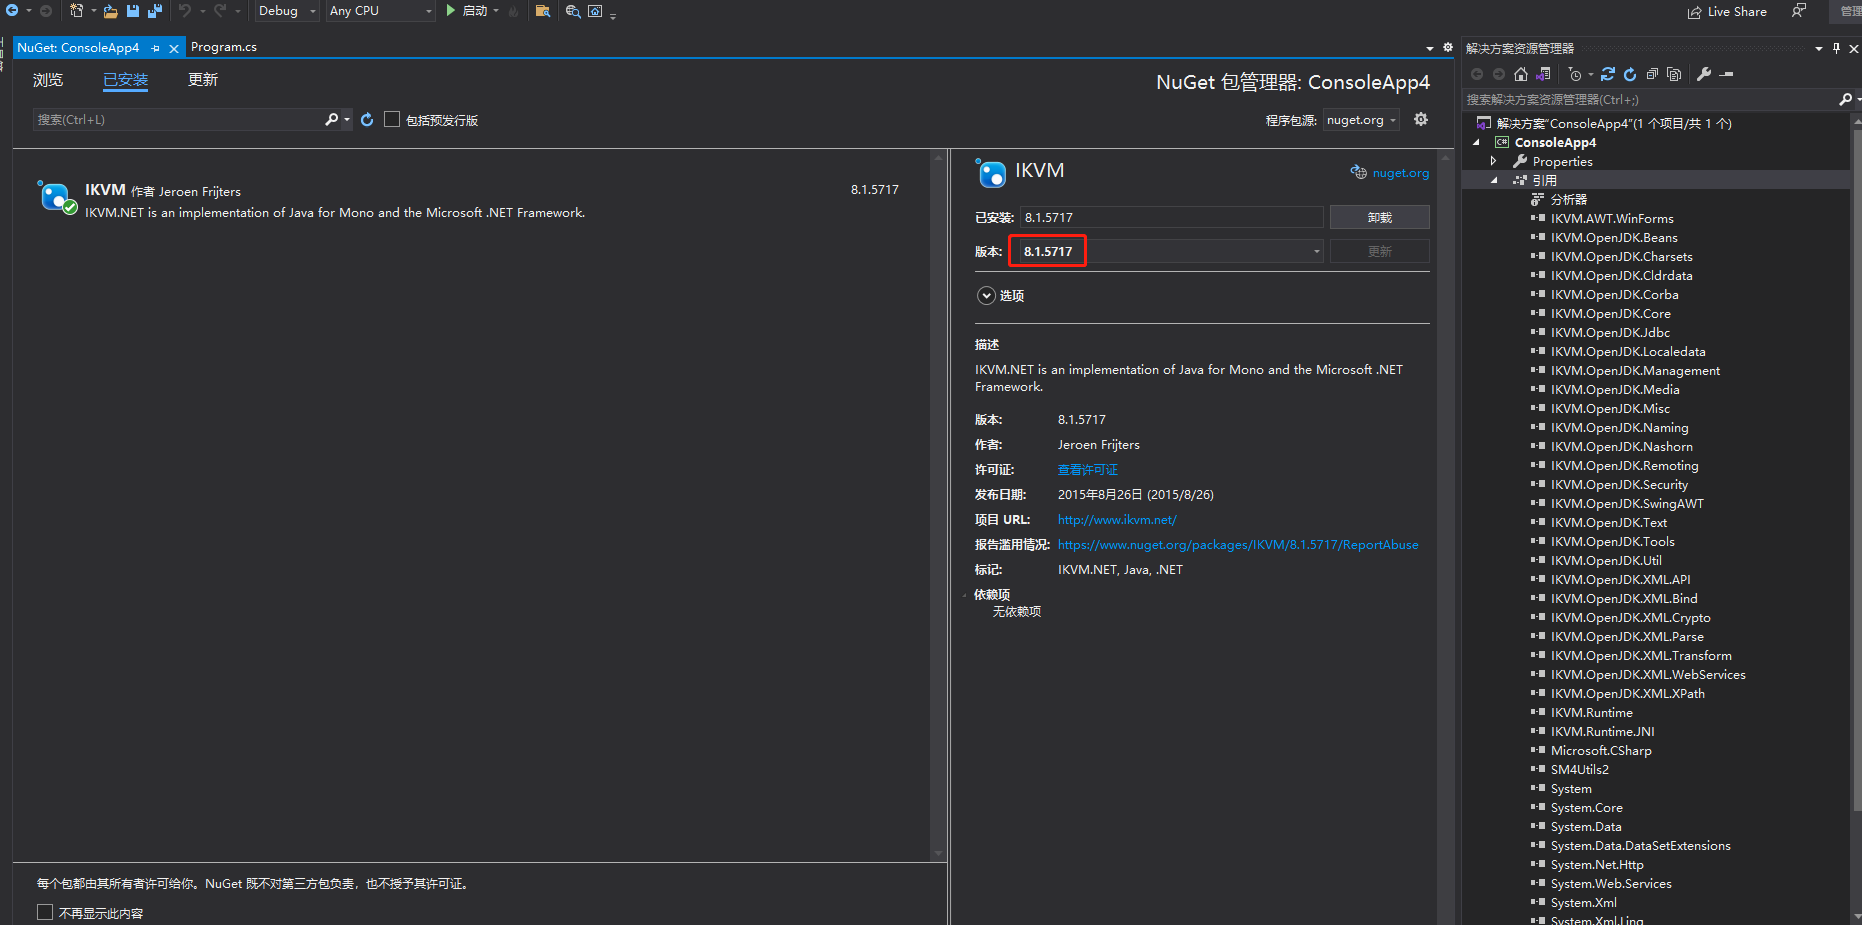 Debug
Any CPU
启动
Live Share
管理
NuGet: ConsoleApp4
Program.cs
浏览
已安装
更新
NuGet 包管理器: ConsoleApp4
搜索(Ctrl+L)
包括预发行版
程序包源:
nuget.org
IKVM 作者 Jeroen Frijters
8.1.5717
IKVM.NET is an implementation of Java for Mono and the Microsoft .NET Framework.
每个包都由其所有者许可给你。NuGet 既不对第三方包负责，也不授予其许可证。
不再显示此内容
IKVM
nuget.org
已安装:
8.1.5717
卸载
版本:
8.1.5717
更新
选项
描述
IKVM.NET is an implementation of Java for Mono and the Microsoft .NET
Framework.
版本:
8.1.5717
作者:
Jeroen Frijters
许可证:
查看许可证
发布日期:
2015年8月26日 (2015/8/26)
项目 URL:
http://www.ikvm.net/
报告滥用情况:
https://www.nuget.org/packages/IKVM/8.1.5717/ReportAbuse
标记:
IKVM.NET, Java, .NET
依赖项
无依赖项
解决方案资源管理器
搜索解决方案资源管理器(Ctrl+;)
解决方案"ConsoleApp4"(1 个项目/共 1 个)
C#
ConsoleApp4
Properties
引用
分析器
IKVM.AWT.WinForms
IKVM.OpenJDK.Beans
IKVM.OpenJDK.Charsets
IKVM.OpenJDK.Cldrdata
IKVM.OpenJDK.Corba
IKVM.OpenJDK.Core
IKVM.OpenJDK.Jdbc
IKVM.OpenJDK.Localedata
IKVM.OpenJDK.Management
IKVM.OpenJDK.Media
IKVM.OpenJDK.Misc
IKVM.OpenJDK.Naming
IKVM.OpenJDK.Nashorn
IKVM.OpenJDK.Remoting
IKVM.OpenJDK.Security
IKVM.OpenJDK.SwingAWT
IKVM.OpenJDK.Text
IKVM.OpenJDK.Tools
IKVM.OpenJDK.Util
IKVM.OpenJDK.XML.API
IKVM.OpenJDK.XML.Bind
IKVM.OpenJDK.XML.Crypto
IKVM.OpenJDK.XML.Parse
IKVM.OpenJDK.XML.Transform
IKVM.OpenJDK.XML.WebServices
IKVM.OpenJDK.XML.XPath
IKVM.Runtime
IKVM.Runtime.JNI
Microsoft.CSharp
SM4Utils2
System
System.Core
System.Data
System.Data.DataSetExtensions
System.Net.Http
System.Web.Services
System.Xml
System.Xml.Linq